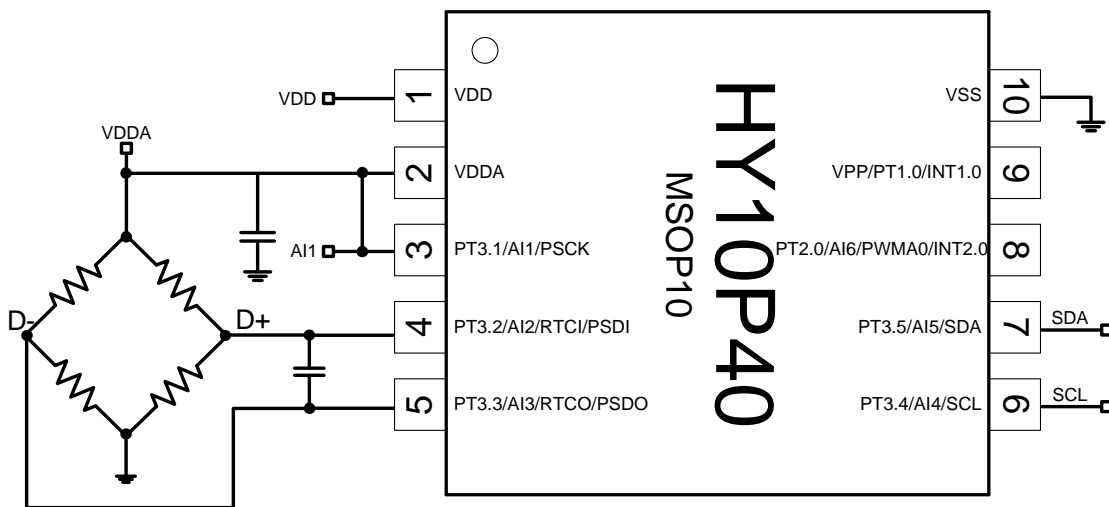 VDD
1
VDD
VDDA
2
VDDA
AI1
3
PT3.1/AI1/PSCK
D-
D+
4
PT3.2/AI2/RTCI/PSDI
5
PT3.3/AI3/RTCO/PSDO
HY10P40
MSOP10
VSS
10
VPP/PT1.0/INT1.0
9
PT2.0/AI6/PWMA0/INT2.0
8
PT3.5/AI5/SDA
7
SDA
PT3.4/AI4/SCL
6
SCL